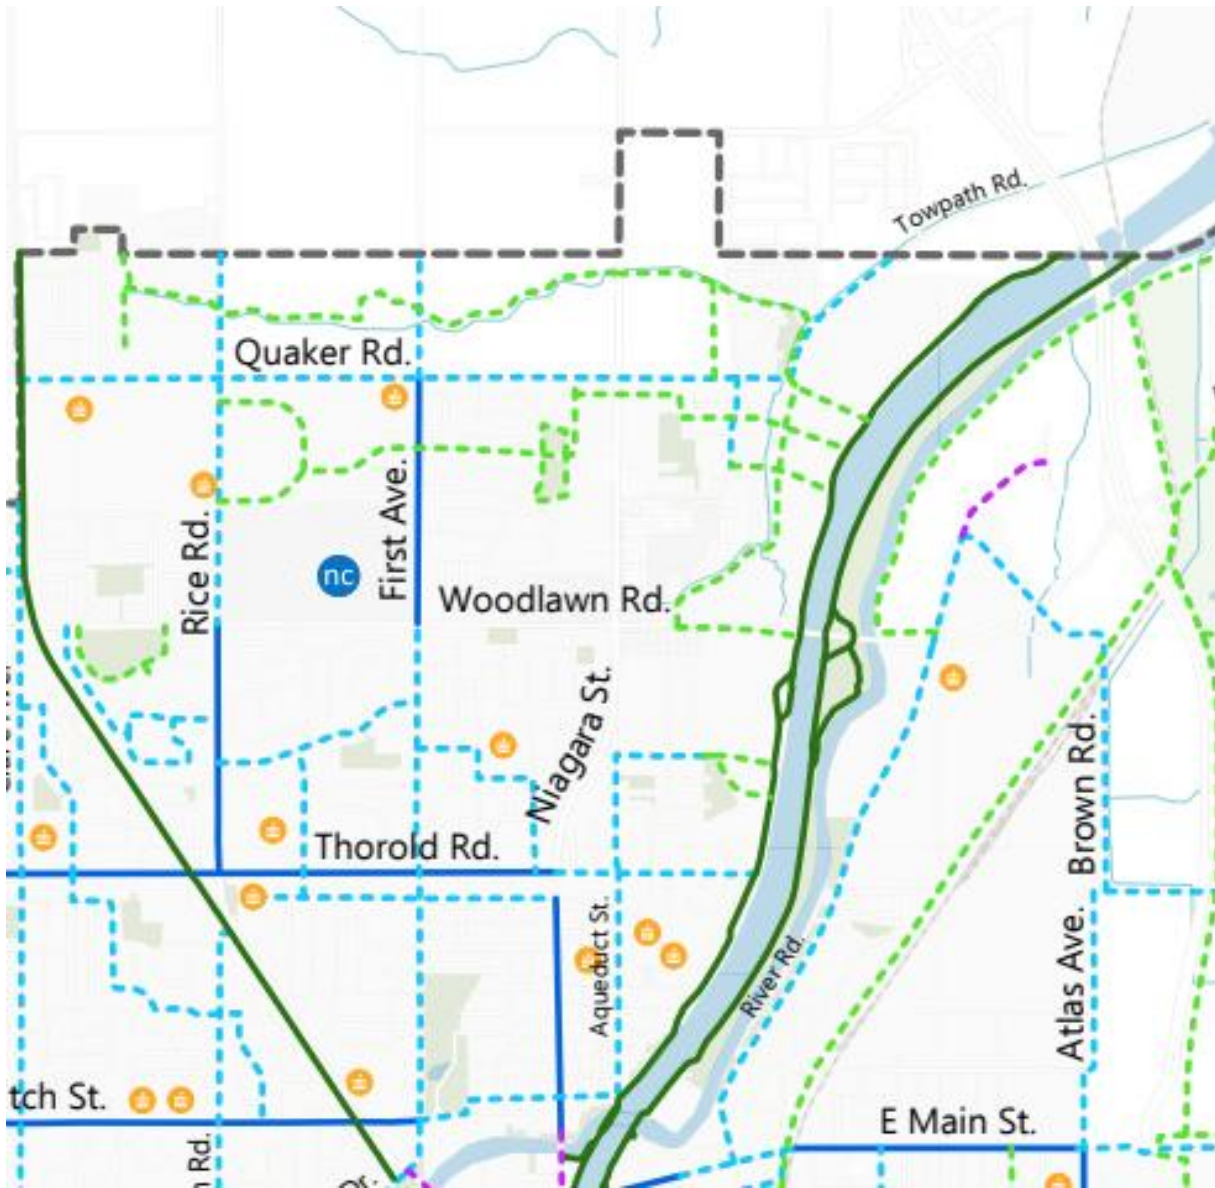 Towpath Rd.
Quaker Rd.
First Ave.
Rice Rd.
nc
Woodlawn Rd.
Niagara St.
Brown Rd.
Thorold Rd.
Aqueduct St.
River Rd.
Atlas Ave.
tch St.
E Main St.
Rd.